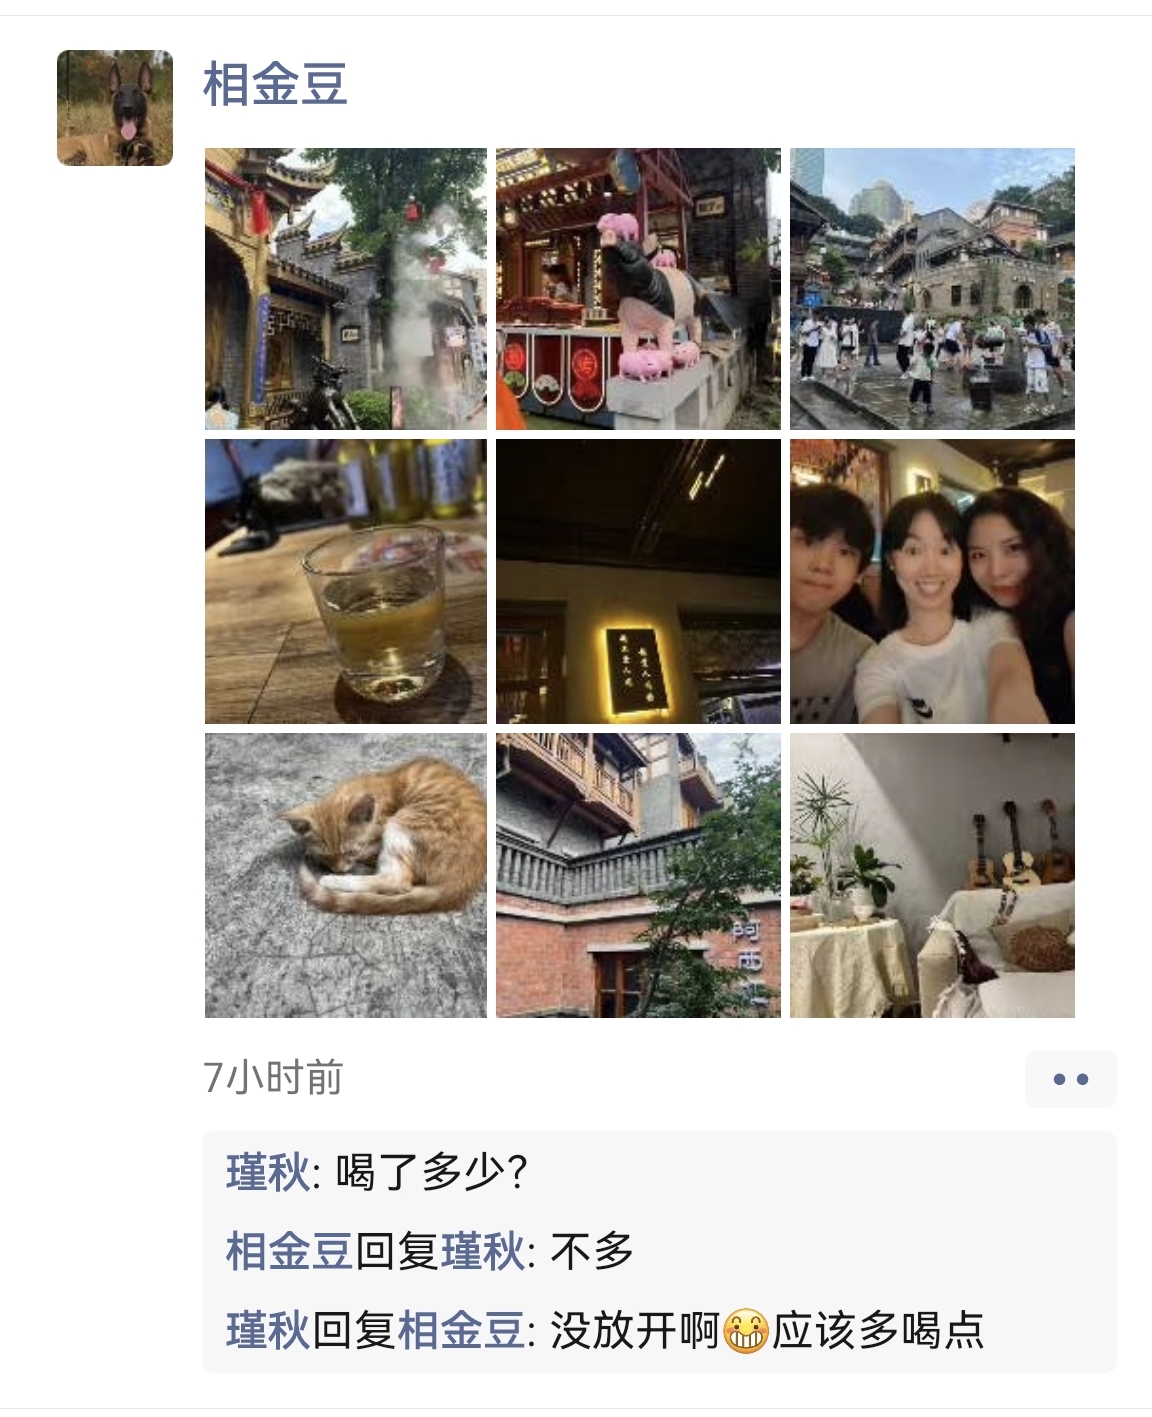 相金豆
7小时前
瑾秋: 喝了多少?
相金豆回复瑾秋: 不多
瑾秋回复相金豆: 没放开啊😁应该多喝点